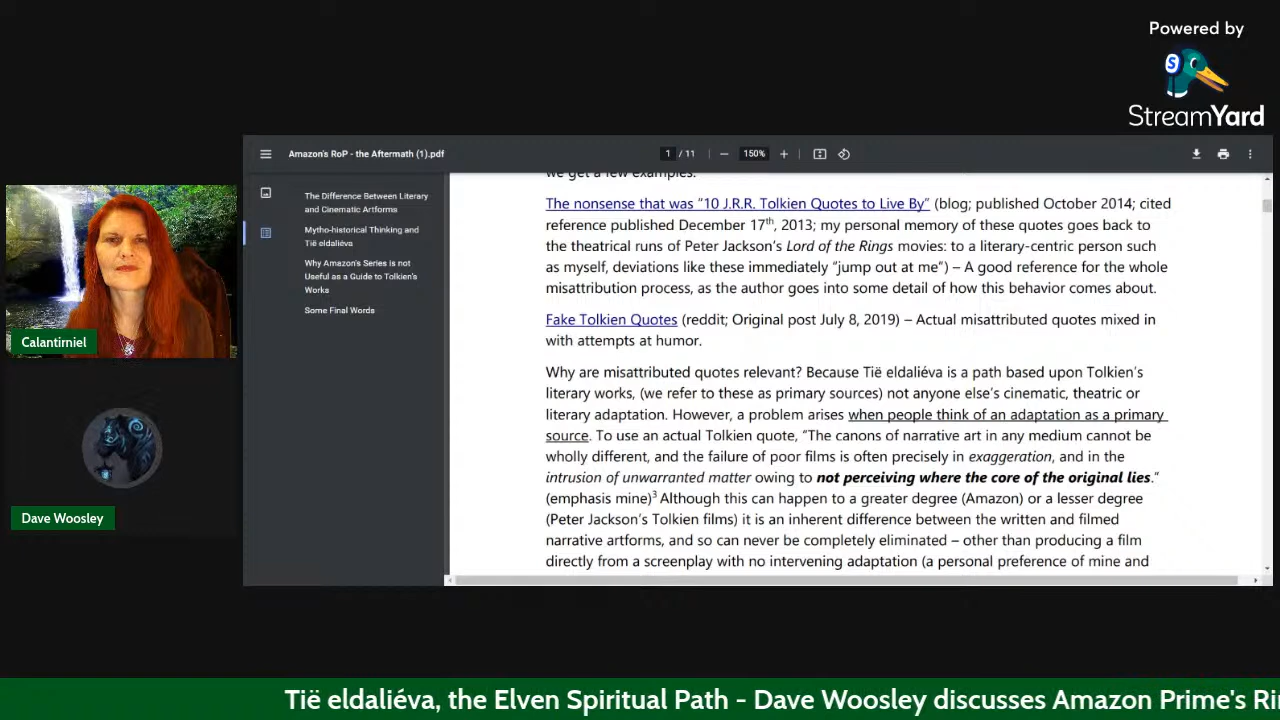 Powered by
S
StreamYard
Amazon's RoP - the Aftermath (1).pdf
1 / 11
150%
The Difference Between Literary
and Cinematic Artforms
Mytho-historical Thinking and
Tië eldaliéva
Why Amazon's Series is not
Useful as a Guide to Tolkien's
Works
Some Final Words
we get a few examples.
The nonsense that was "10 J.R.R. Tolkien Quotes to Live By" (blog; published October 2014; cited
reference published December 17th, 2013; my personal memory of these quotes goes back to
the theatrical runs of Peter Jackson's Lord of the Rings movies: to a literary-centric person such
as myself, deviations like these immediately "jump out at me") – A good reference for the whole
misattribution process, as the author goes into some detail of how this behavior comes about.
Fake Tolkien Quotes (reddit; Original post July 8, 2019) – Actual misattributed quotes mixed in
with attempts at humor.
Why are misattributed quotes relevant? Because Tië eldaliéva is a path based upon Tolkien's
literary works, (we refer to these as primary sources) not anyone else's cinematic, theatric or
literary adaptation. However, a problem arises when people think of an adaptation as a primary
source. To use an actual Tolkien quote, "The canons of narrative art in any medium cannot be
wholly different, and the failure of poor films is often precisely in exaggeration, and in the
intrusion of unwarranted matter owing to not perceiving where the core of the original lies."
(emphasis mine)3 Although this can happen to a greater degree (Amazon) or a lesser degree
(Peter Jackson's Tolkien films) it is an inherent difference between the written and filmed
narrative artforms, and so can never be completely eliminated – other than producing a film
directly from a screenplay with no intervening adaptation (a personal preference of mine and
Calantirniel
Dave Woosley
Tië eldaliéva, the Elven Spiritual Path - Dave Woosley discusses Amazon Prime's Ri